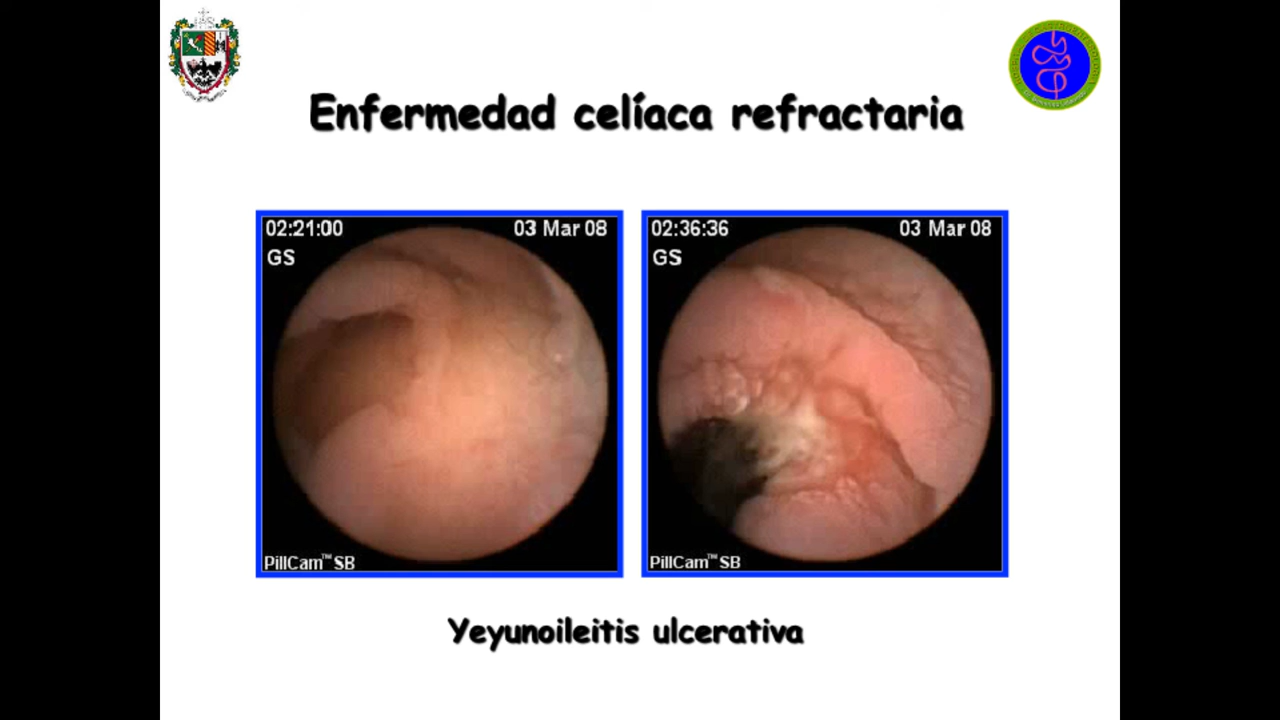 Enfermedad celíaca refractaria
02:21:00 03 Mar 08
GS
PillCam™ SB
02:36:36 03 Mar 08
GS
PillCam™ SB
Yeyunoileitis ulcerativa